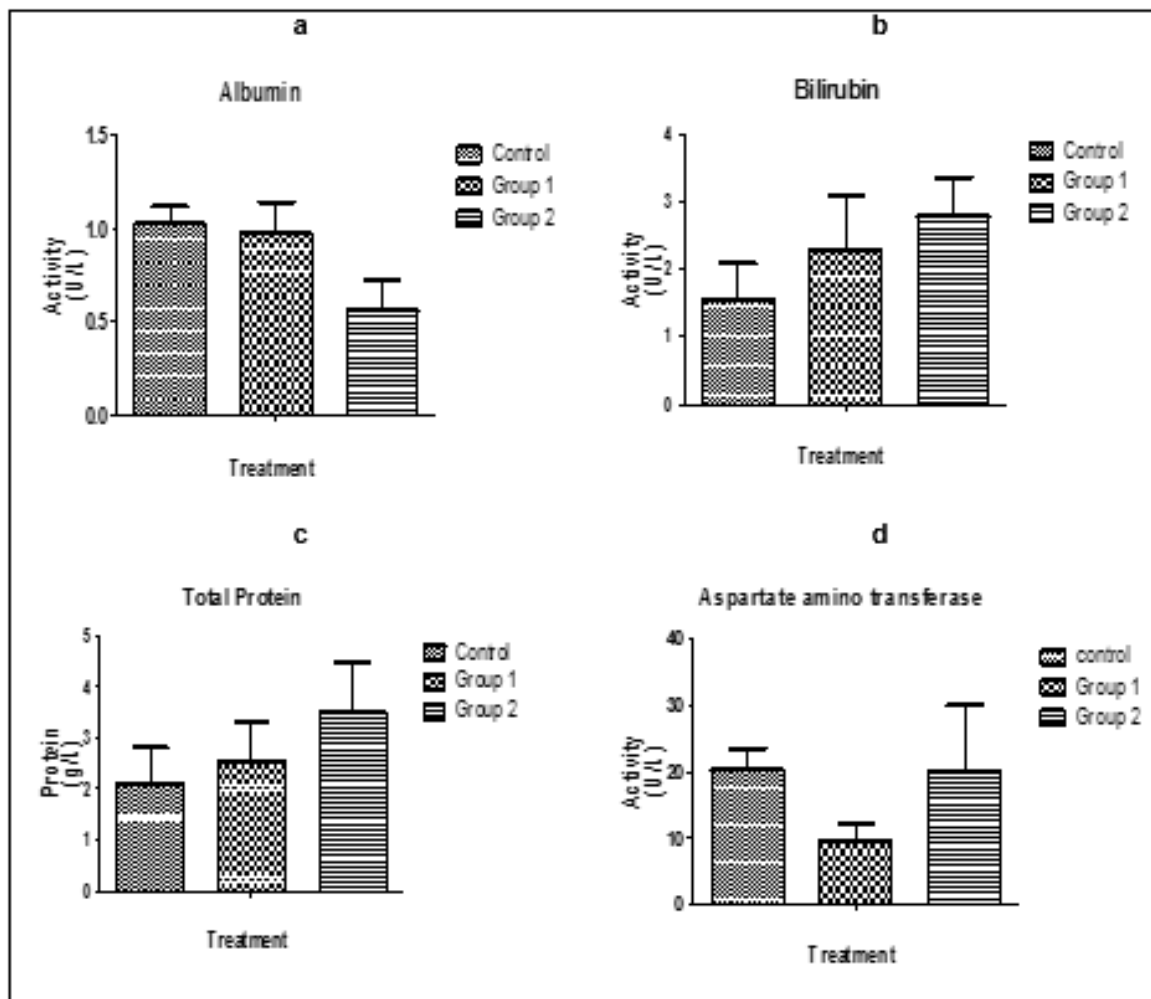 a
Albumin
1.5
1.0
0.5
0.0
Activity
(U/L)
Control
Group 1
Group 2
Treatment
b
Bilirubin
4
3
2
1
0
Activity
(U/L)
Control
Group 1
Group 2
Treatment
c
Total Protein
5
4
3
2
1
0
Protein
(g/L)
Control
Group 1
Group 2
Treatment
d
Aspartate amino transferase
40
30
20
10
0
Activity
(U/L)
control
Group 1
Group 2
Treatment